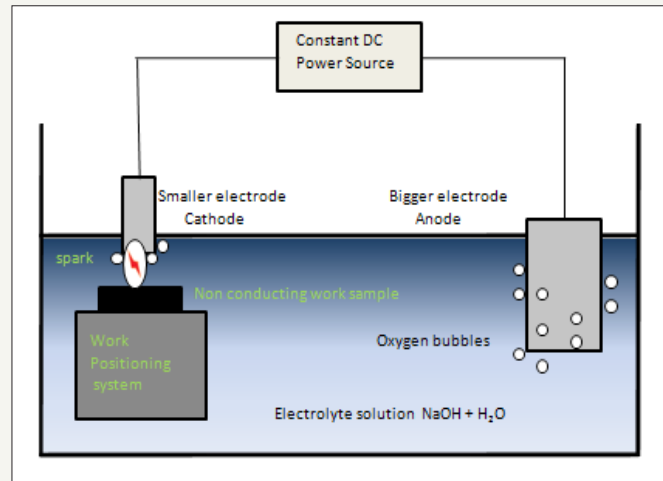 Constant DC
Power Source
Smaller electrode
Cathode
Bigger electrode
Anode
spark
Non conducting work sample
Work
Positioning
system
Oxygen bubbles
Electrolyte solution NaOH + H₂O